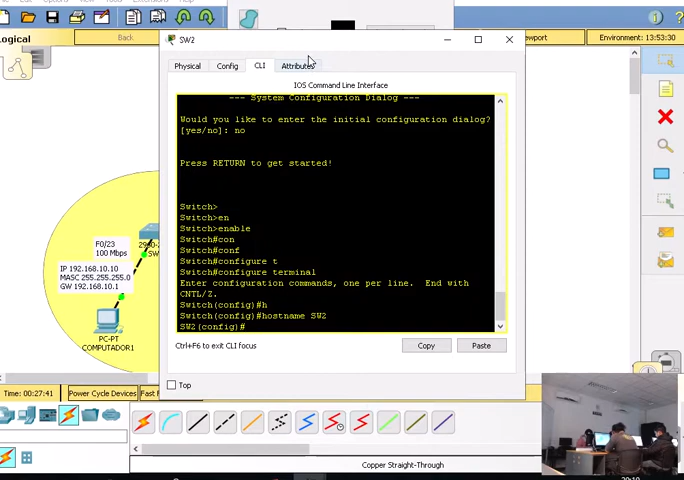 Logical
Back
ewport
Environment: 13:53:30
SW2
Physical
Config
CLI
Attributes
IOS Command Line Interface
--- System Configuration Dialog ---
Would you like to enter the initial configuration dialog?
[yes/no]: no
Press RETURN to get started!
Switch>
Switch>en
Switch>enable
Switch#con
Switch#conf
Switch#configure t
Switch#configure terminal
Enter configuration commands, one per line.  End with
CNTL/Z.
Switch(config)#h
Switch(config)#hostname SW2
SW2(config)#
Ctrl+F6 to exit CLI focus
Copy
Paste
Top
F0/23
100 Mbps
2960-
IP 192.168.10.10
MASC 255.255.255.0
GW 192.168.10.1
PC-PT
COMPUTADOR1
Time: 00:27:41
Power Cycle Devices
Fast F
Copper Straight-Through